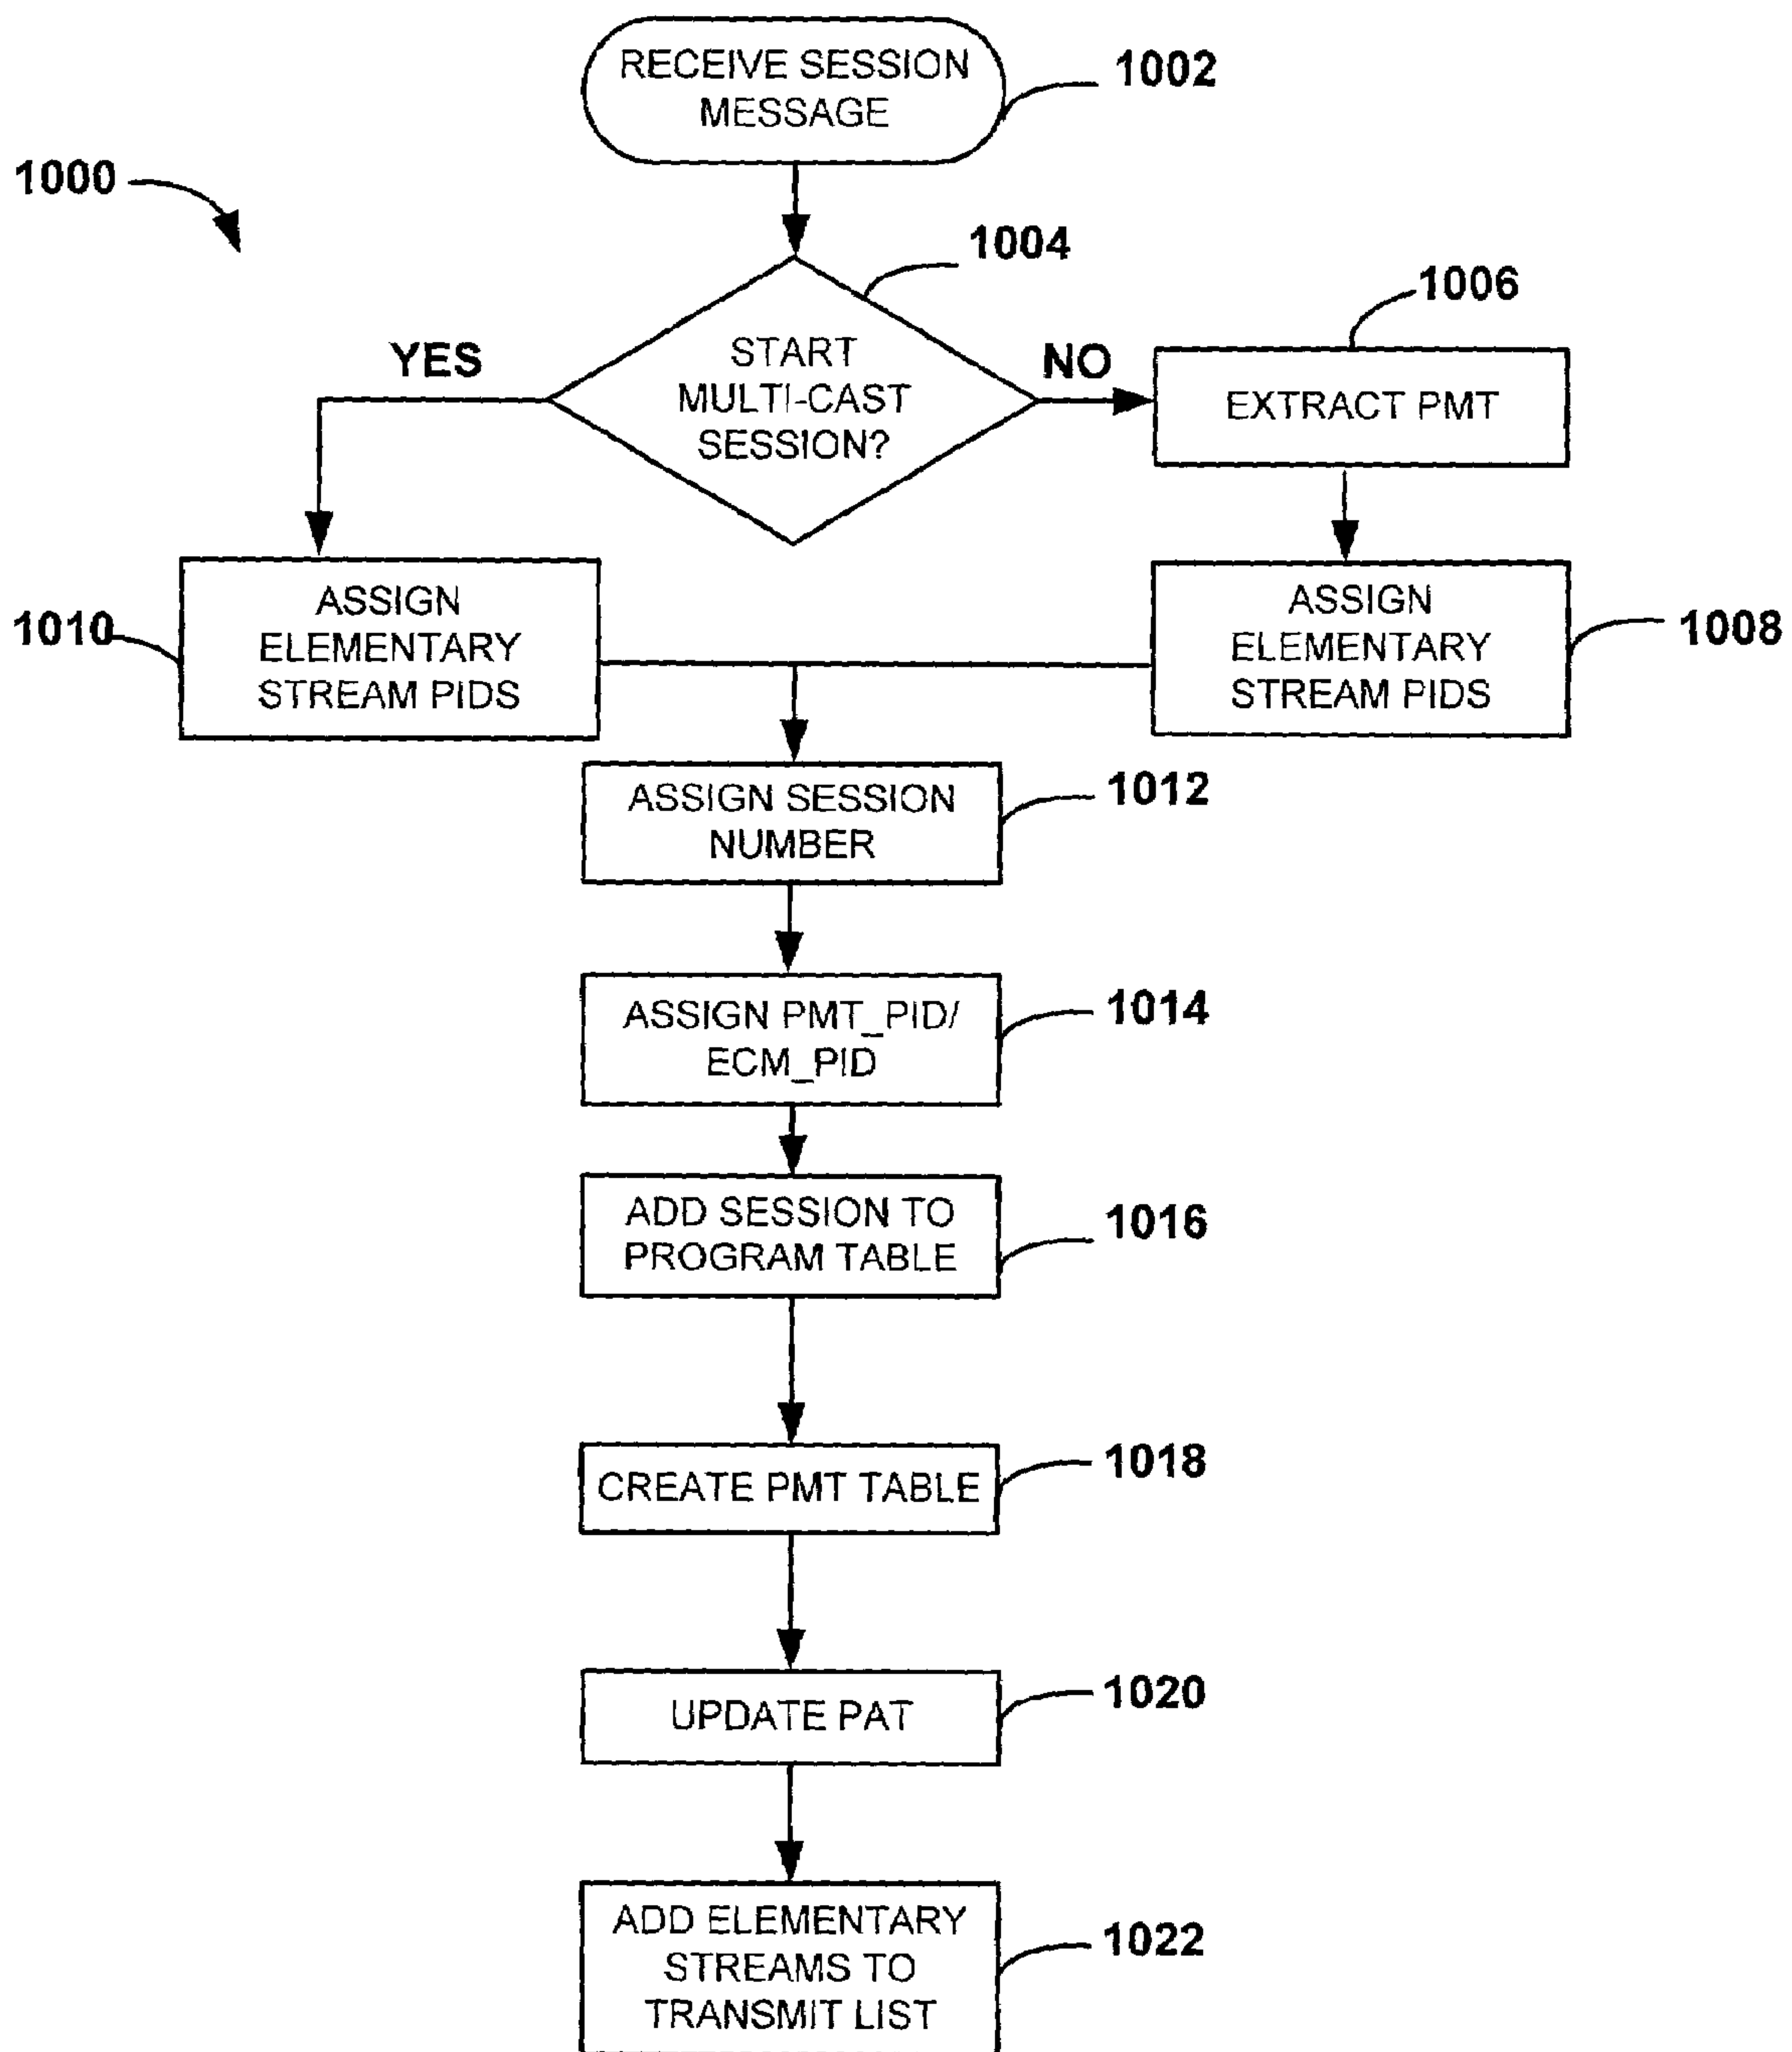 RECEIVE SESSION
MESSAGE
1002
1000
1004
START
MULTI-CAST
SESSION?
YES
NO
1006
EXTRACT PMT
ASSIGN
ELEMENTARY
STREAM PIDS
1010
ASSIGN
ELEMENTARY
STREAM PIDS
1008
ASSIGN SESSION
NUMBER
1012
ASSIGN PMT_PID/
ECM_PID
1014
ADD SESSION TO
PROGRAM TABLE
1016
CREATE PMT TABLE
1018
UPDATE PAT
1020
ADD ELEMENTARY
STREAMS TO
TRANSMIT LIST
1022